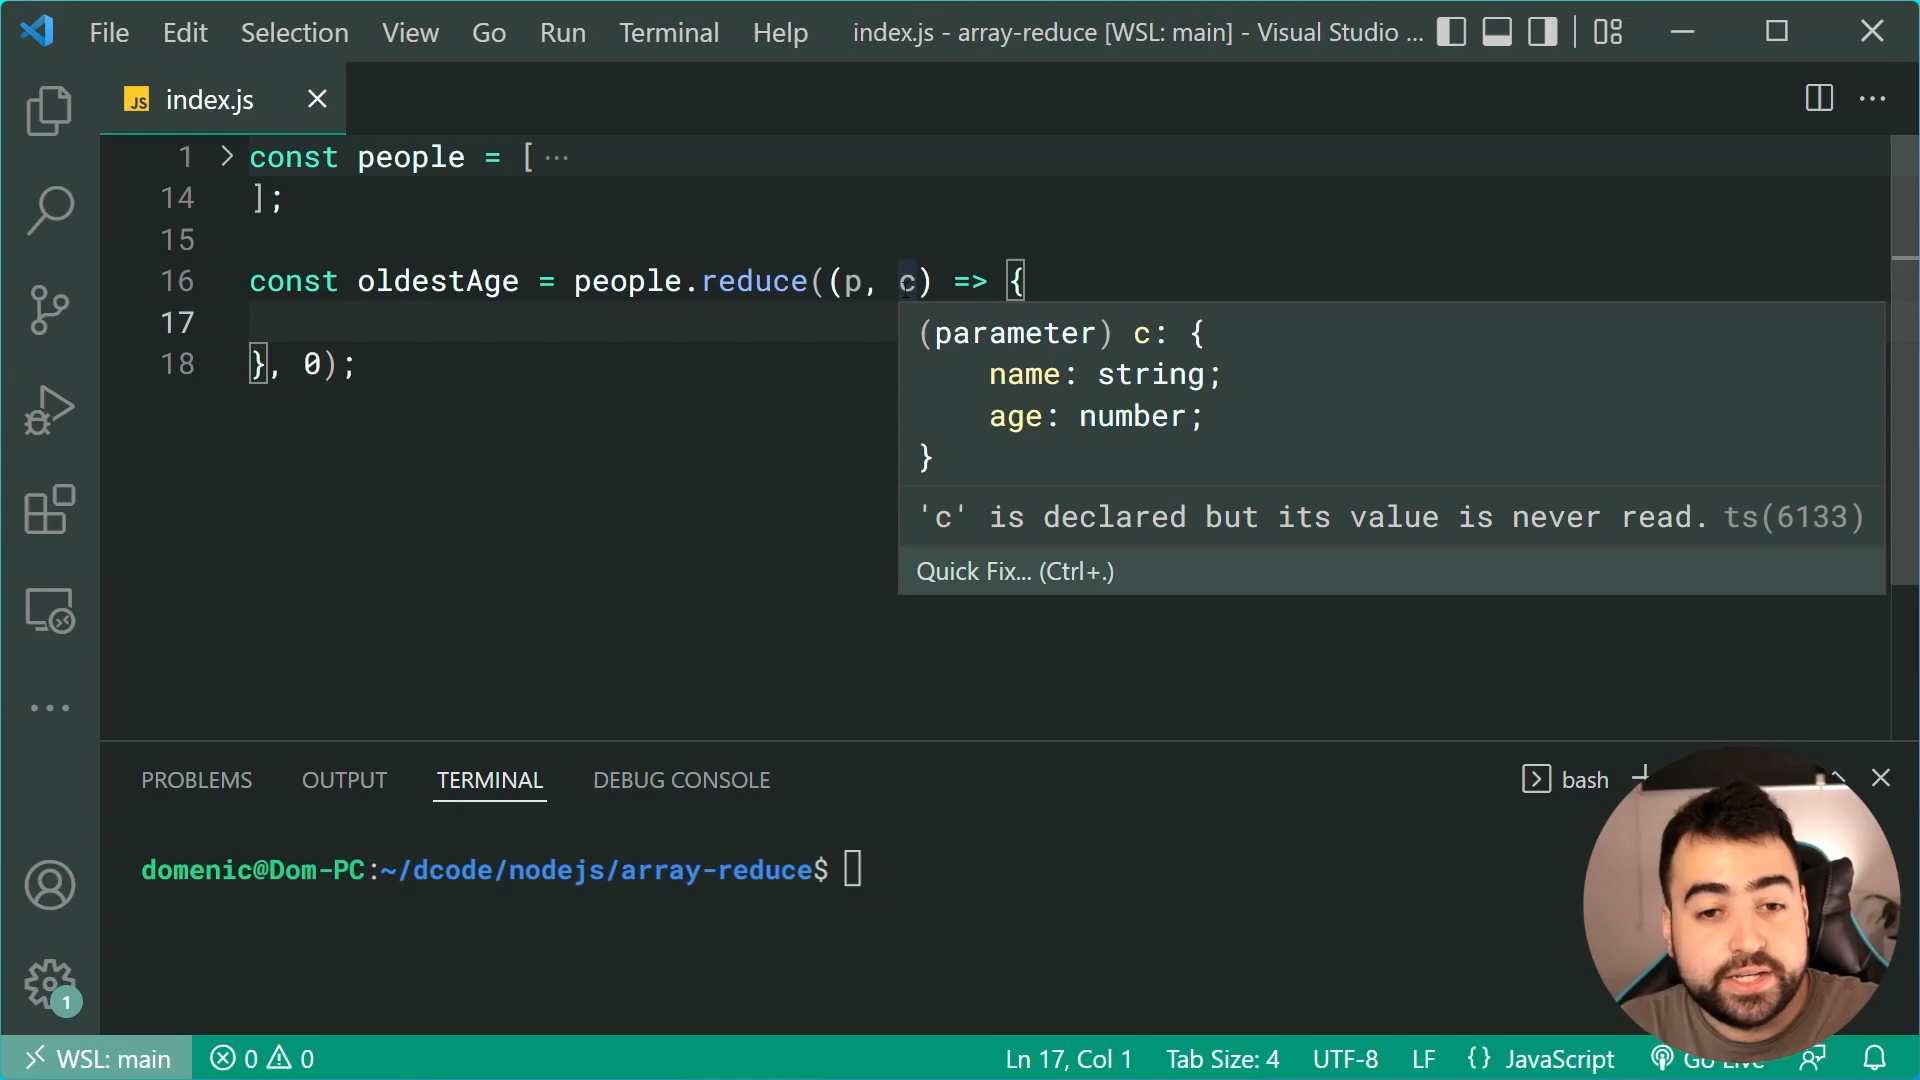 File Edit Selection View Go Run Terminal Help index.js - array-reduce [WSL: main] - Visual Studio ...
JS index.js
1 const people = [ ···
14 ];
15
16 const oldestAge = people.reduce((p, c) => {
17
18 }, 0);
(parameter) c: {
name: string;
age: number;
}
'c' is declared but its value is never read. ts(6133)
Quick Fix... (Ctrl+.)
PROBLEMS OUTPUT TERMINAL DEBUG CONSOLE bash
domenic@Dom-PC:~/dcode/nodejs/array-reduce$
1
WSL: main 0 0 Ln 17, Col 1 Tab Size: 4 UTF-8 LF {} JavaScript Go Live